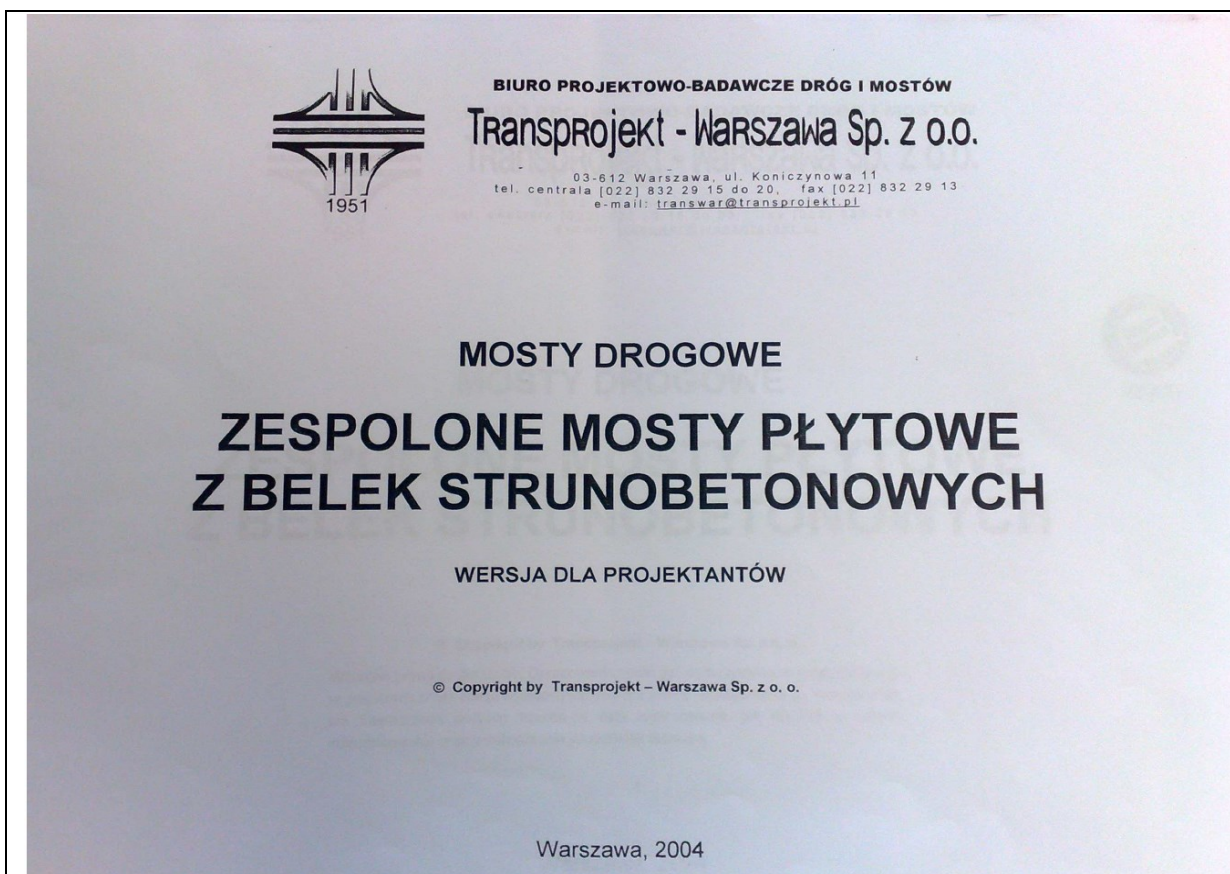 BIURO PROJEKTOWO-BADAWCZE DRÓG I MOSTÓW
TRanspRojekt - WaRszawa Sp. z o.o.
03-612 Warszawa, ul. Koniczynowa 11
tel. centrala [022] 832 29 15 do 20, fax [022] 832 29 13
e-mail: transwar@transprojekt.pl
1951
MOSTY DROGOWE
ZESPOLONE MOSTY PŁYTOWE
Z BELEK STRUNOBETONOWYCH
WERSJA DLA PROJEKTANTÓW
© Copyright by Transprojekt – Warszawa Sp. z o. o.
Warszawa, 2004